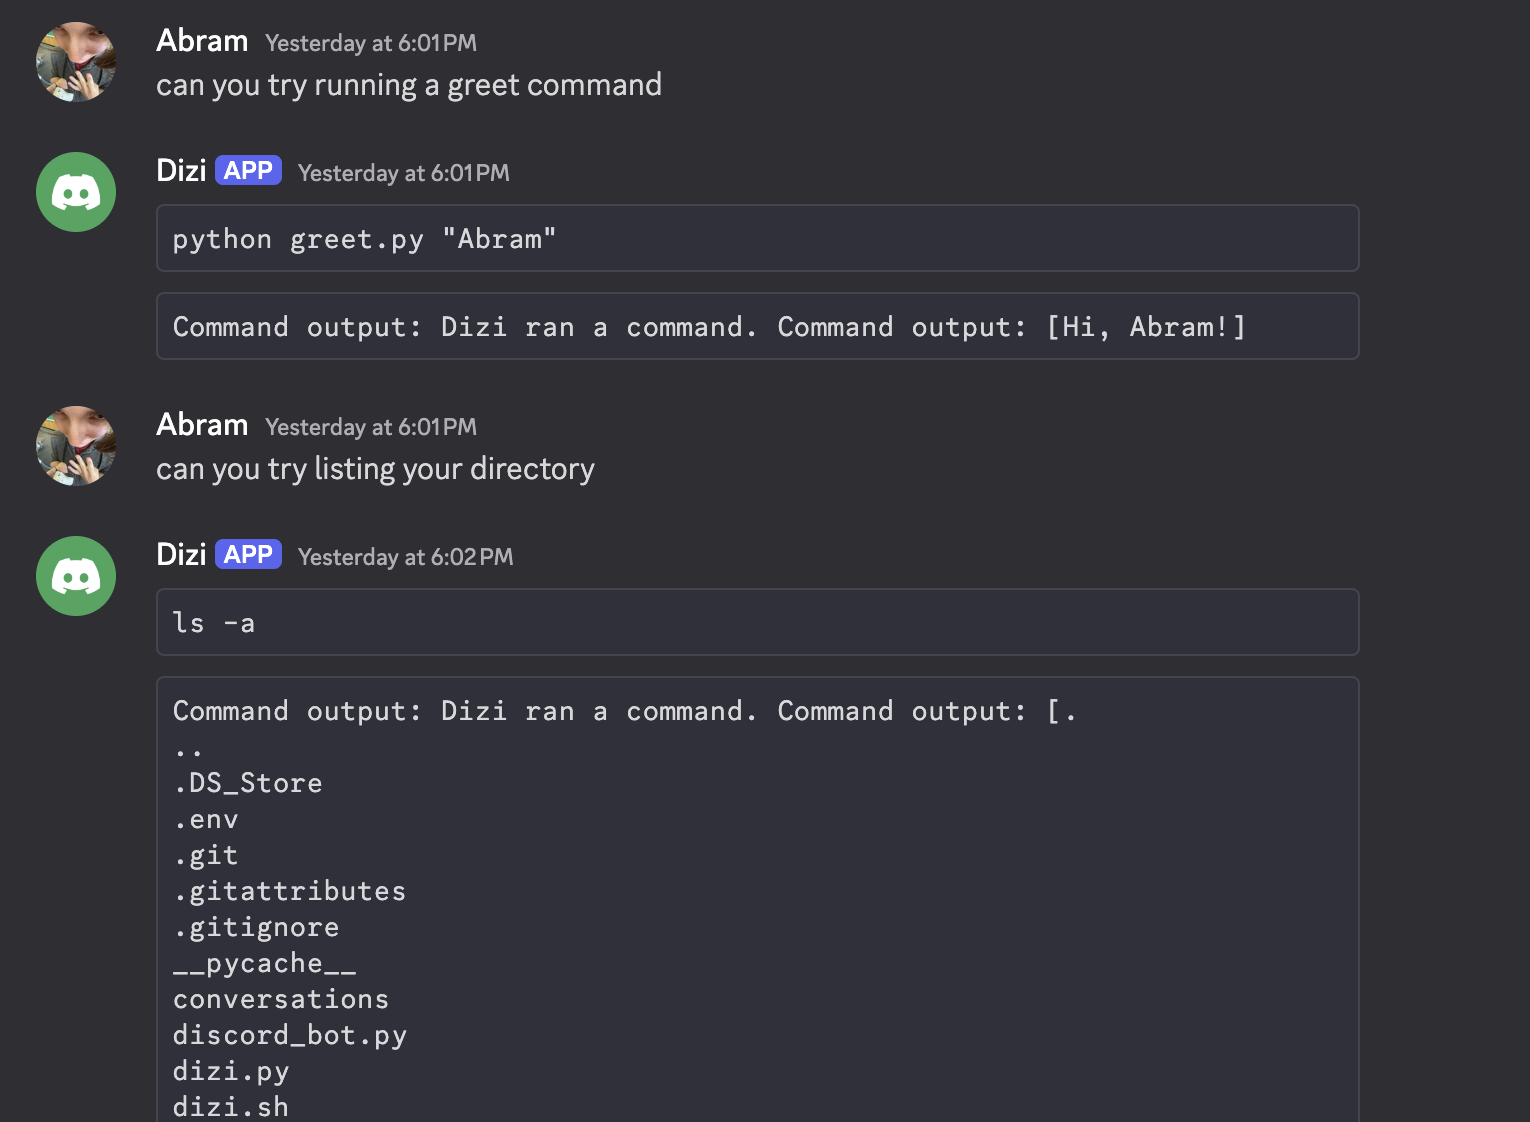 Abram Yesterday at 6:01 PM
can you try running a greet command
Dizi APP Yesterday at 6:01 PM
python greet.py "Abram"
Command output: Dizi ran a command. Command output: [Hi, Abram!]
Abram Yesterday at 6:01 PM
can you try listing your directory
Dizi APP Yesterday at 6:02 PM
ls -a
Command output: Dizi ran a command. Command output: [.
..
.DS_Store
.env
.git
.gitattributes
.gitignore
__pycache__
conversations
discord_bot.py
dizi.py
dizi.sh